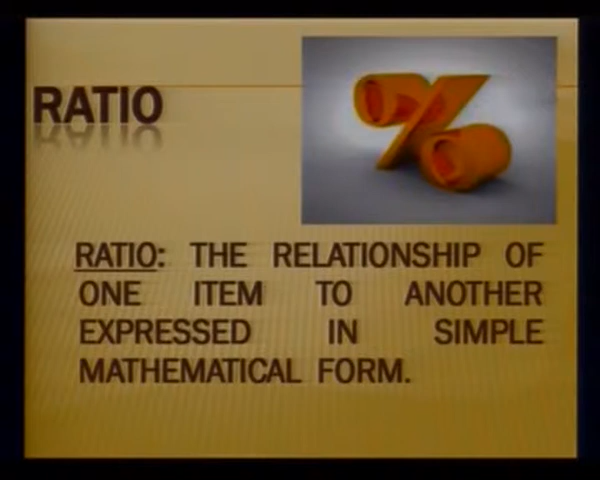 RATIO
RATIO: THE RELATIONSHIP OF
ONE ITEM TO ANOTHER
EXPRESSED IN SIMPLE
MATHEMATICAL FORM.